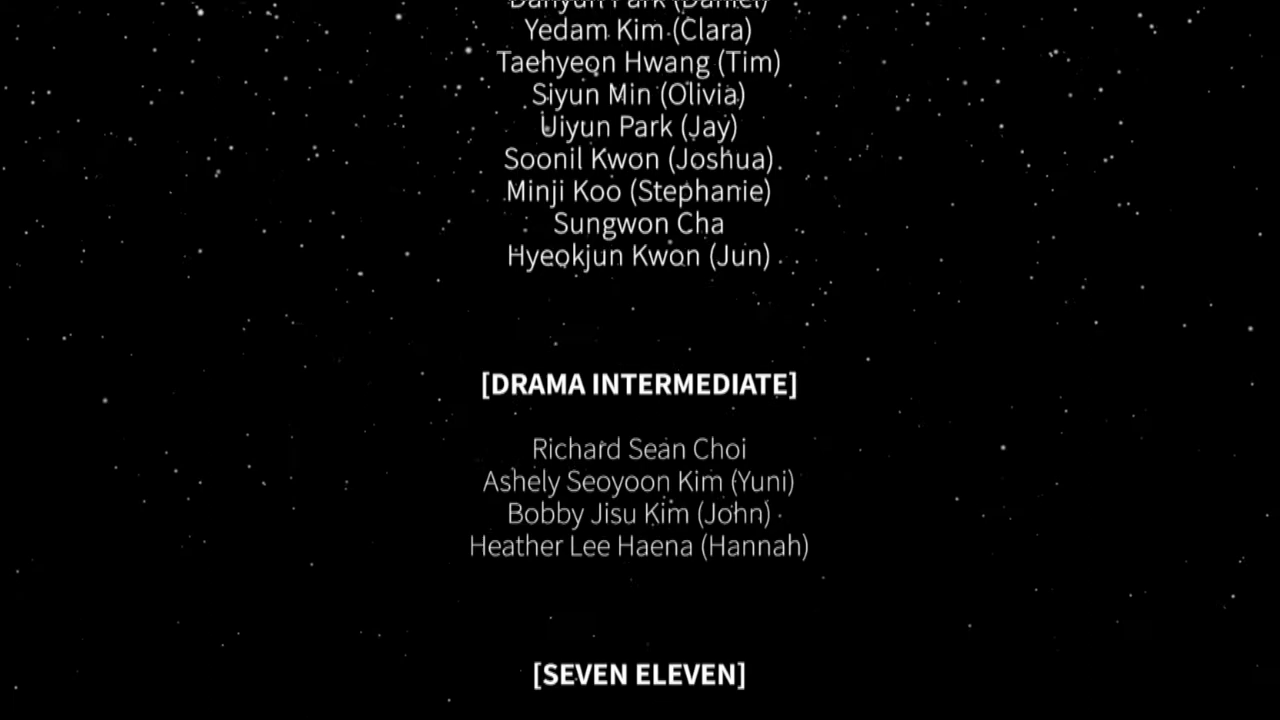 Park (Daniel)
Yedam Kim (Clara)
Taehyeon Hwang (Tim)
Siyun Min (Olivia)
Uiyun Park (Jay)
Soonil Kwon (Joshua)
Minji Koo (Stephanie)
Sungwon Cha
Hyeokjun Kwon (Jun)
[DRAMA INTERMEDIATE]
Richard Sean Choi
Ashely Seoyoon Kim (Yuni)
Bobby Jisu Kim (John)
Heather Lee Haena (Hannah)
[SEVEN ELEVEN]